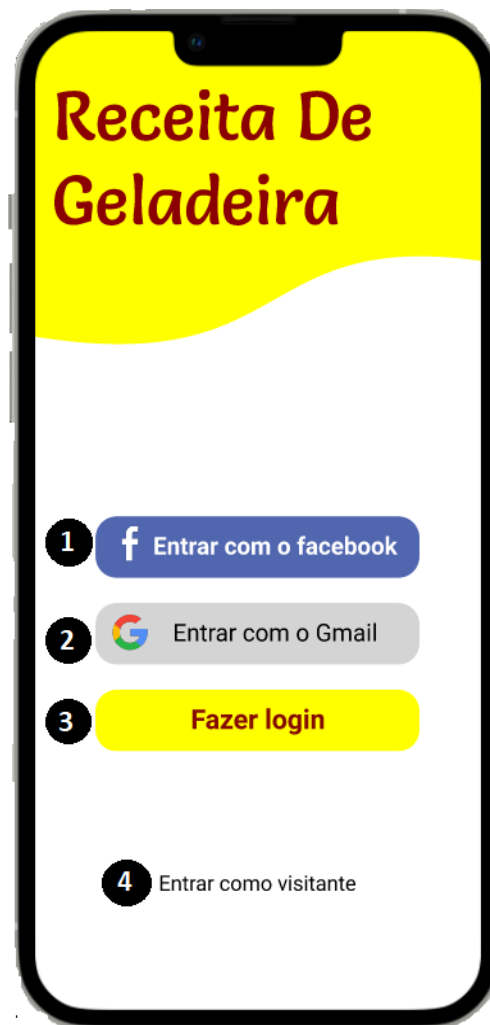 Receita De
Geladeira
1 Entrar com o facebook
2 Entrar com o Gmail
3 Fazer login
4 Entrar como visitante